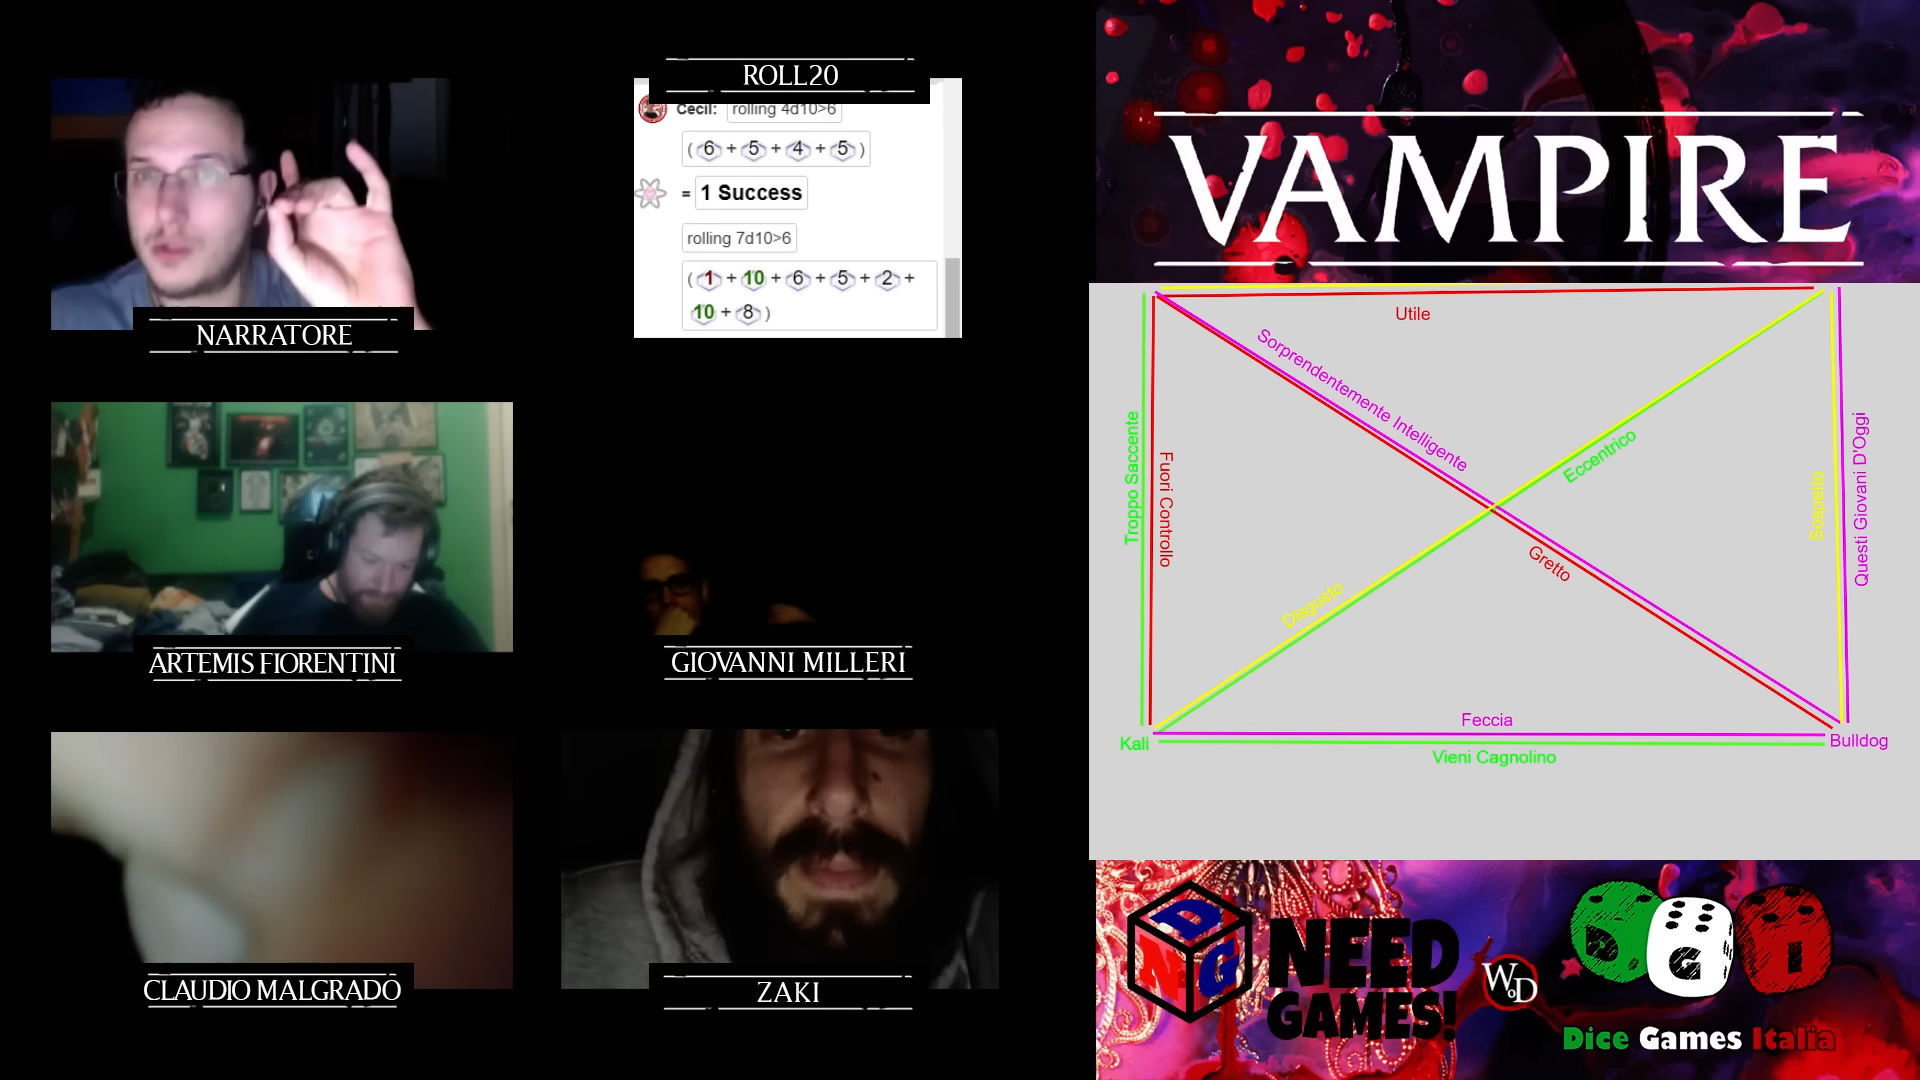 NARRATORE
ROLL20
Cecil: rolling 4d10>6
( 6 + 5 + 4 + 5 )
= 1 Success
rolling 7d10>6
( 1 + 10 + 6 + 5 + 2 +
10 + 8 )
ARTEMIS FIORENTINI
GIOVANNI MILLERI
CLAUDIO MALGRADO
ZAKI
VAMPIRE
Utile
Sorprendentemente Intelligente
Troppo Saccente
Fuori Controllo
Eccentrico
Sospetto
Questi Giovani D'Oggi
Gretto
Disgusto
Feccia
Kali
Bulldog
Vieni Cagnolino
DNG
NEED
GAMES!
WoD
D G I
Dice Games Italia